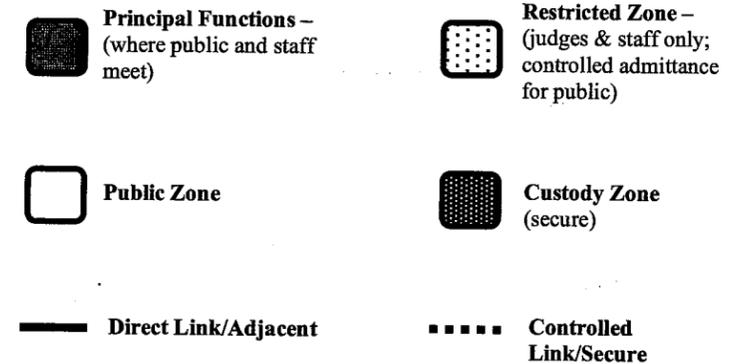 Principal Functions –
(where public and staff
meet)
Restricted Zone –
(judges & staff only;
controlled admittance
for public)
Public Zone
Custody Zone
(secure)
Direct Link/Adjacent
Controlled
Link/Secure